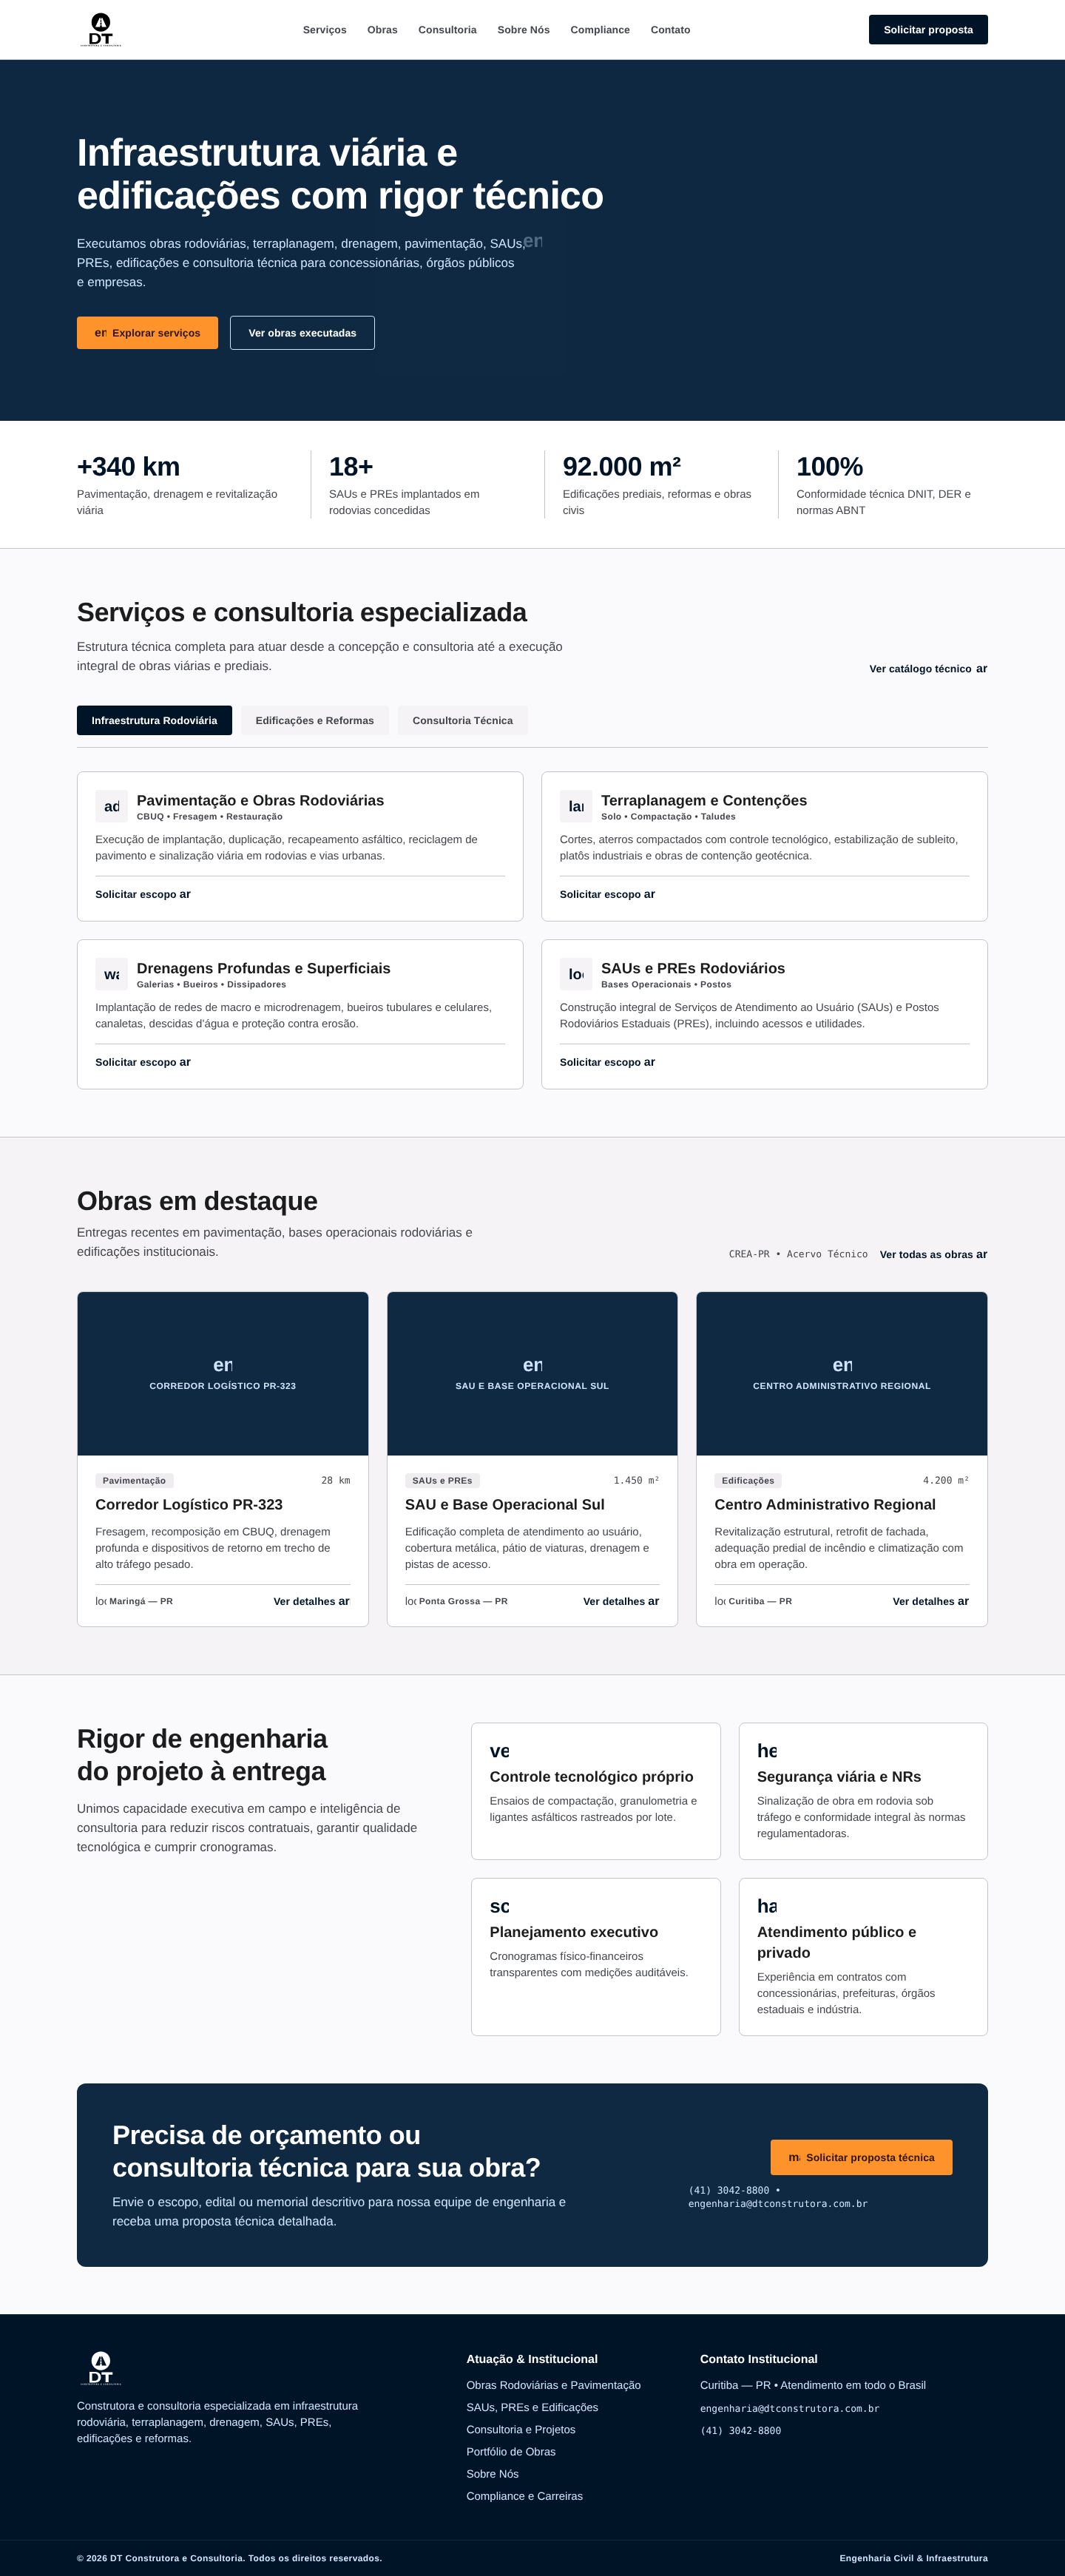 DT
Serviços
Obras
Consultoria
Sobre Nós
Compliance
Contato
Solicitar proposta
Infraestrutura viária e
edificações com rigor técnico
Executamos obras rodoviárias, terraplanagem, drenagem, pavimentação, SAUs,
PREs, edificações e consultoria técnica para concessionárias, órgãos públicos
e empresas.
Explorar serviços
Ver obras executadas
+340 km
Pavimentação, drenagem e revitalização
viária
18+
SAUs e PREs implantados em
rodovias concedidas
92.000 m²
Edificações prediais, reformas e obras
civis
100%
Conformidade técnica DNIT, DER e
normas ABNT
Serviços e consultoria especializada
Estrutura técnica completa para atuar desde a concepção e consultoria até a execução
integral de obras viárias e prediais.
Ver catálogo técnico ar
Infraestrutura Rodoviária
Edificações e Reformas
Consultoria Técnica
Pavimentação e Obras Rodoviárias
CBUQ • Fresagem • Restauração
Execução de implantação, duplicação, recapeamento asfáltico, reciclagem de
pavimento e sinalização viária em rodovias e vias urbanas.
Solicitar escopo ar
Terraplanagem e Contenções
Solo • Compactação • Taludes
Cortes, aterros compactados com controle tecnológico, estabilização de subleito,
platôs industriais e obras de contenção geotécnica.
Solicitar escopo ar
Drenagens Profundas e Superficiais
Galerias • Bueiros • Dissipadores
Implantação de redes de macro e microdrenagem, bueiros tubulares e celulares,
canaletas, descidas d'água e proteção contra erosão.
Solicitar escopo ar
SAUs e PREs Rodoviários
Bases Operacionais • Postos
Construção integral de Serviços de Atendimento ao Usuário (SAUs) e Postos
Rodoviários Estaduais (PREs), incluindo acessos e utilidades.
Solicitar escopo ar
Obras em destaque
Entregas recentes em pavimentação, bases operacionais rodoviárias e
edificações institucionais.
CREA-PR • Acervo Técnico
Ver todas as obras ar
CORREDOR LOGÍSTICO PR-323
Pavimentação
28 km
Corredor Logístico PR-323
Fresagem, recomposição em CBUQ, drenagem
profunda e dispositivos de retorno em trecho de
alto tráfego pesado.
Maringá — PR
Ver detalhes ar
SAU E BASE OPERACIONAL SUL
SAUs e PREs
1.450 m²
SAU e Base Operacional Sul
Edificação completa de atendimento ao usuário,
cobertura metálica, pátio de viaturas, drenagem e
pistas de acesso.
Ponta Grossa — PR
Ver detalhes ar
CENTRO ADMINISTRATIVO REGIONAL
Edificações
4.200 m²
Centro Administrativo Regional
Revitalização estrutural, retrofit de fachada,
adequação predial de incêndio e climatização com
obra em operação.
Curitiba — PR
Ver detalhes ar
Rigor de engenharia
do projeto à entrega
Unimos capacidade executiva em campo e inteligência de
consultoria para reduzir riscos contratuais, garantir qualidade
tecnológica e cumprir cronogramas.
ve
Controle tecnológico próprio
Ensaios de compactação, granulometria e
ligantes asfálticos rastreados por lote.
he
Segurança viária e NRs
Sinalização de obra em rodovia sob
tráfego e conformidade integral às normas
regulamentadoras.
Planejamento executivo
Cronogramas físico-financeiros
transparentes com medições auditáveis.
ha
Atendimento público e
privado
Experiência em contratos com
concessionárias, prefeituras, órgãos
estaduais e indústria.
Precisa de orçamento ou
consultoria técnica para sua obra?
Envie o escopo, edital ou memorial descritivo para nossa equipe de engenharia e
receba uma proposta técnica detalhada.
Solicitar proposta técnica
(41) 3042-8800 •
engenharia@dtconstrutora.com.br
DT
Construtora e consultoria especializada em infraestrutura
rodoviária, terraplanagem, drenagem, SAUs, PREs,
edificações e reformas.
Atuação & Institucional
Obras Rodoviárias e Pavimentação
SAUs, PREs e Edificações
Consultoria e Projetos
Portfólio de Obras
Sobre Nós
Compliance e Carreiras
Contato Institucional
Curitiba — PR • Atendimento em todo o Brasil
engenharia@dtconstrutora.com.br
(41) 3042-8800
© 2026 DT Construtora e Consultoria. Todos os direitos reservados.
Engenharia Civil & Infraestrutura